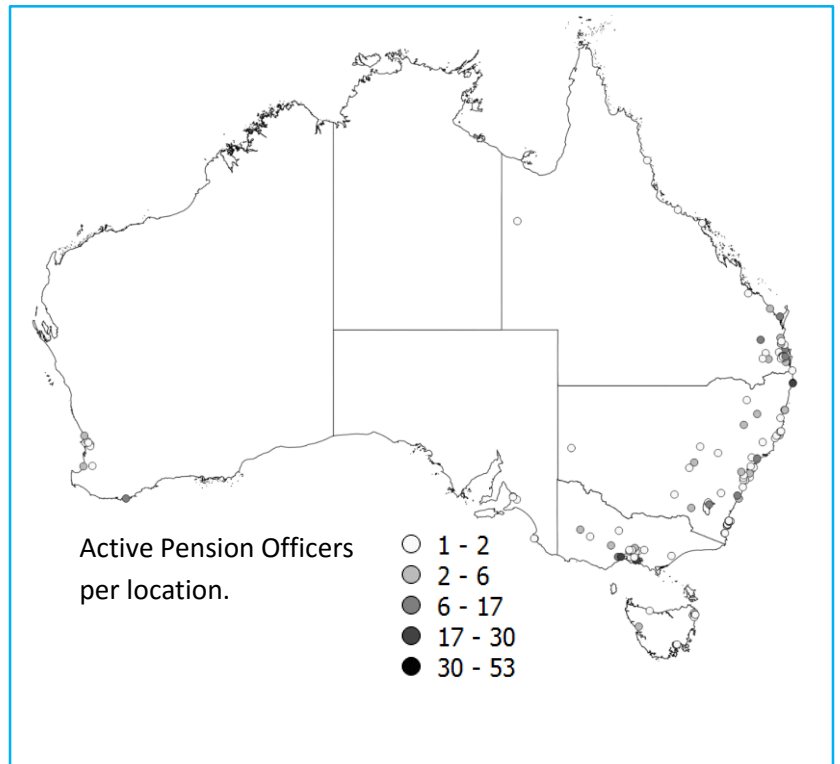 Active Pension Officers
per location.
1 - 2
2 - 6
6 - 17
17 - 30
30 - 53